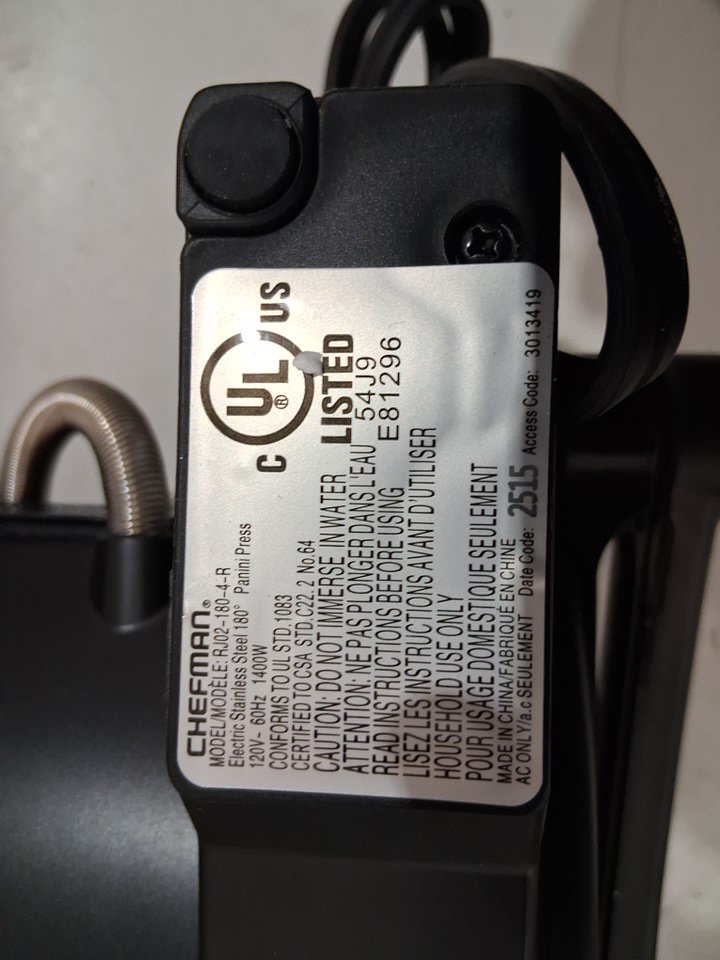 CHEFMAN®
MODEL/MODÈLE: RJ02-180-4-R
Electric Stainless Steel 180° Panini Press
120V~ 60Hz 1400W
CONFORMS TO UL STD.1083
CERTIFIED TO CSA STD.C22.2 No.64
CAUTION: DO NOT IMMERSE IN WATER
ATTENTION: NE PAS PLONGER DANS L'EAU
READ INSTRUCTIONS BEFORE USING
LISEZ LES INSTRUCTIONS AVANT D'UTILISER
HOUSEHOLD USE ONLY
POUR USAGE DOMESTIQUE SEULEMENT
MADE IN CHINA/FABRIQUÉ EN CHINE
AC ONLY/a.c SEULEMENT Date Code: 2515 Access Code: 3013419
C UL® US
LISTED
54J9
E81296